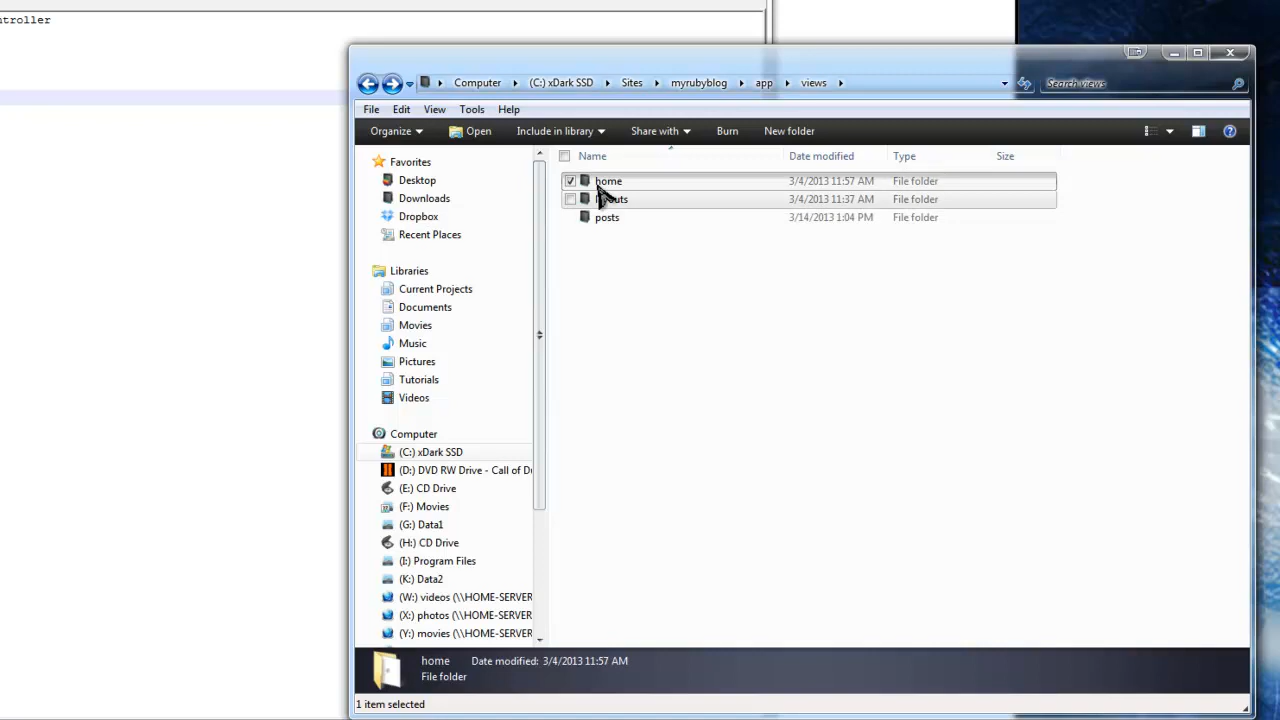 ntroller
Computer (C:) xDark SSD Sites myrubyblog app views
Search views
File Edit View Tools Help
Organize Open Include in library Share with Burn New folder
Name Date modified Type Size
home 3/4/2013 11:57 AM File folder
3/4/2013 11:37 AM File folder
posts 3/14/2013 1:04 PM File folder
Favorites
Desktop
Downloads
Dropbox
Recent Places
Libraries
Current Projects
Documents
Movies
Music
Pictures
Tutorials
Videos
Computer
(C:) xDark SSD
(D:) DVD RW Drive - Call of Du
(E:) CD Drive
(F:) Movies
(G:) Data1
(H:) CD Drive
(I:) Program Files
(K:) Data2
(W:) videos (\\HOME-SERVER
(X:) photos (\\HOME-SERVER
(Y:) movies (\\HOME-SERVER
home Date modified: 3/4/2013 11:57 AM
File folder
1 item selected